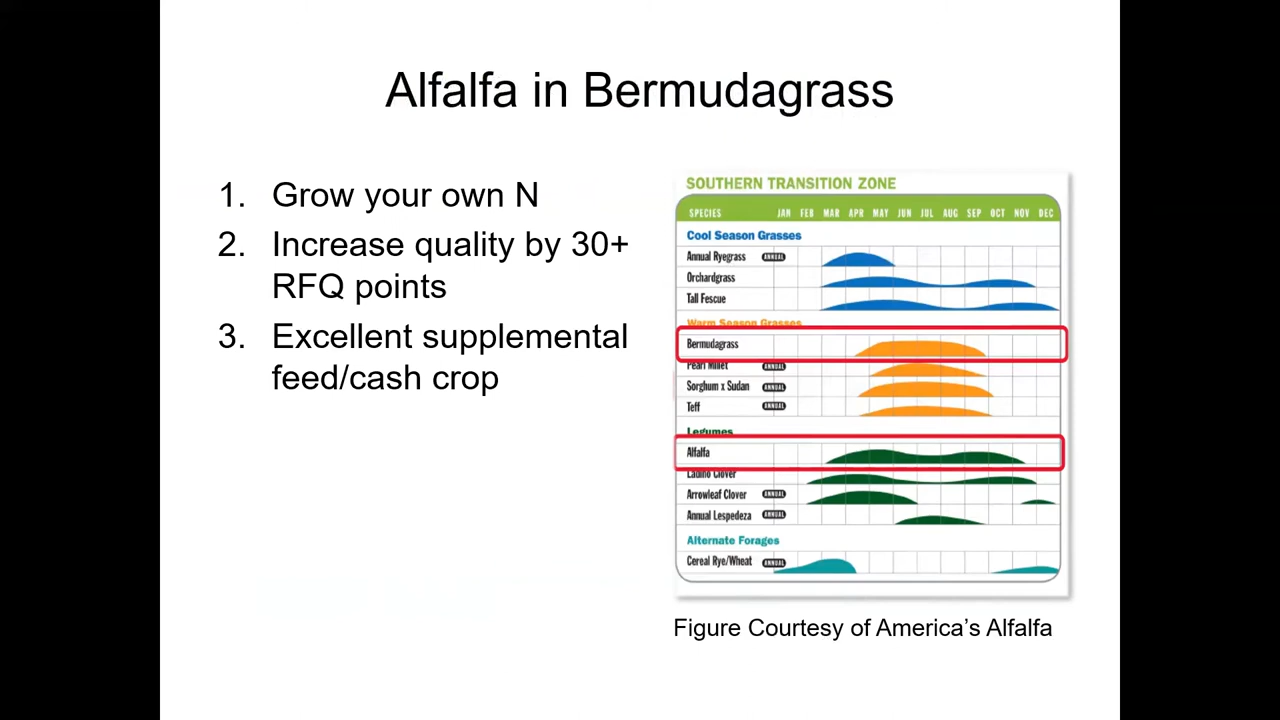 Alfalfa in Bermudagrass
1. Grow your own N
2. Increase quality by 30+
RFQ points
3. Excellent supplemental
feed/cash crop
SOUTHERN TRANSITION ZONE
SPECIES JAN FEB MAR APR MAY JUN JUL AUG SEP OCT NOV DEC
Cool Season Grasses
Annual Ryegrass ANNUAL
Orchardgrass
Tall Fescue
Warm Season Grasses
Bermudagrass
Pearl Millet ANNUAL
Sorghum x Sudan ANNUAL
Teff ANNUAL
Legumes
Alfalfa
Ladino Clover
Arrowleaf Clover ANNUAL
Annual Lespedeza ANNUAL
Alternate Forages
Cereal Rye/Wheat ANNUAL
Figure Courtesy of America's Alfalfa